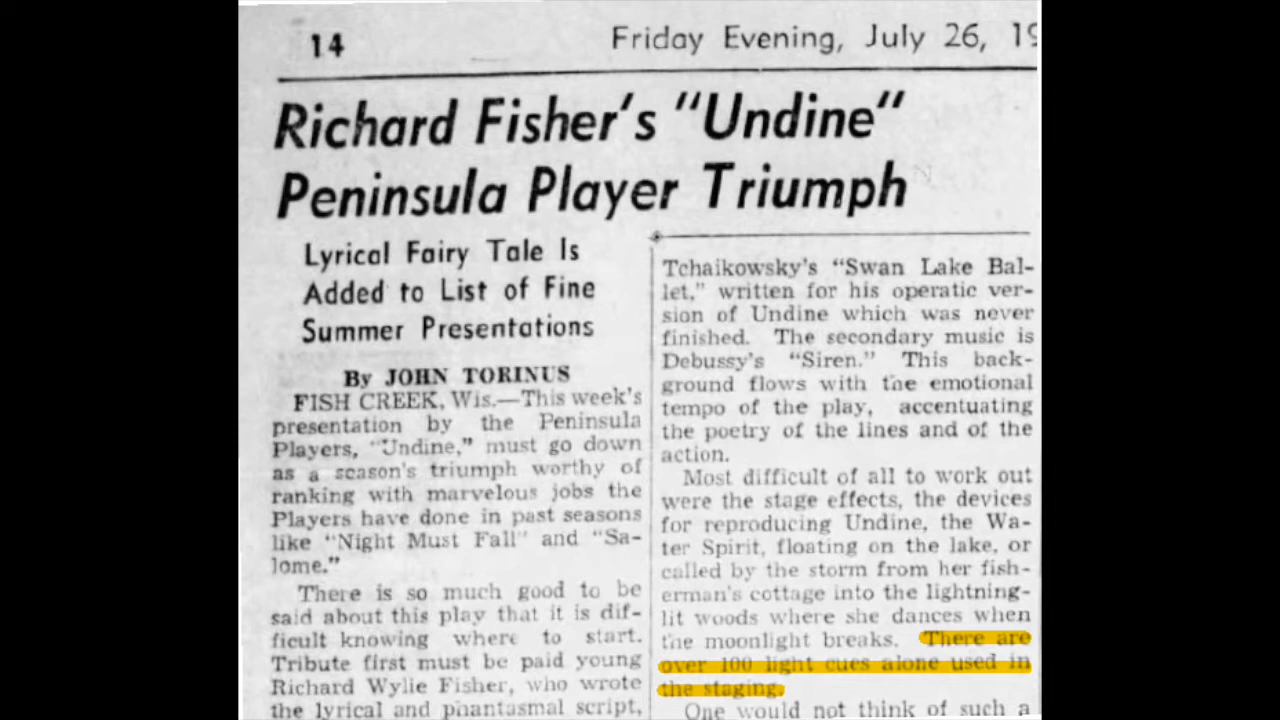 14
Friday Evening, July 26, 19
Richard Fisher's "Undine"
Peninsula Player Triumph
Lyrical Fairy Tale Is
Added to List of Fine
Summer Presentations
By JOHN TORINUS
FISH CREEK, Wis.—This week's
presentation by the Peninsula
Players, "Undine," must go down
as a season's triumph worthy of
ranking with marvelous jobs the
Players have done in past seasons
like "Night Must Fall" and "Sa-
lome."
There is so much good to be
said about this play that it is dif-
ficult knowing where to start.
Tribute first must be paid young
Richard Wylie Fisher, who wrote
the lyrical and phantasmal script,
Tchaikowsky's "Swan Lake Bal-
let," written for his operatic ver-
sion of Undine which was never
finished. The secondary music is
Debussy's "Siren." This back-
ground flows with the emotional
tempo of the play, accentuating
the poetry of the lines and of the
action.
Most difficult of all to work out
were the stage effects, the devices
for reproducing Undine, the Wa-
ter Spirit, floating on the lake, or
called by the storm from her fish-
erman's cottage into the lightning-
lit woods where she dances when
the moonlight breaks. There are
over 100 light cues alone used in
the staging.
One would not think of such a